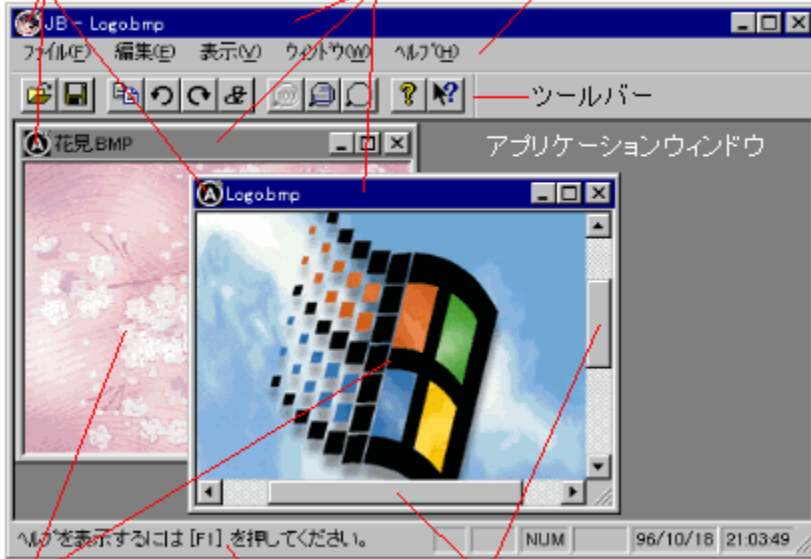 JB - Logo.bmp
ファイル(F) 編集(E) 表示(V) ウィンドウ(W) ヘルプ(H)
ツールバー
花見.BMP
アプリケーションウィンドウ
Logo.bmp
ヘルプを表示するには [F1] を押してください。
NUM
96/10/18 21:03:49